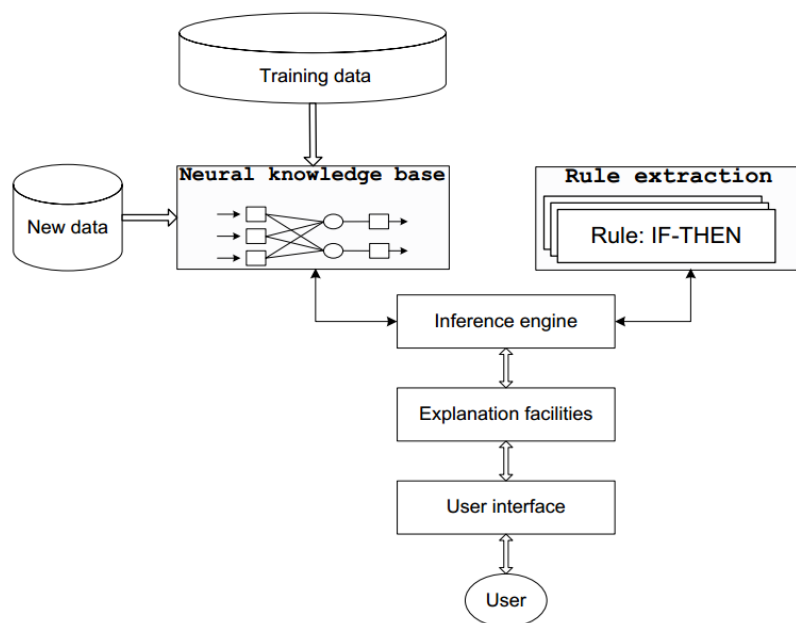 Training data
New data
Neural knowledge base
Rule extraction
Rule: IF-THEN
Inference engine
Explanation facilities
User interface
User